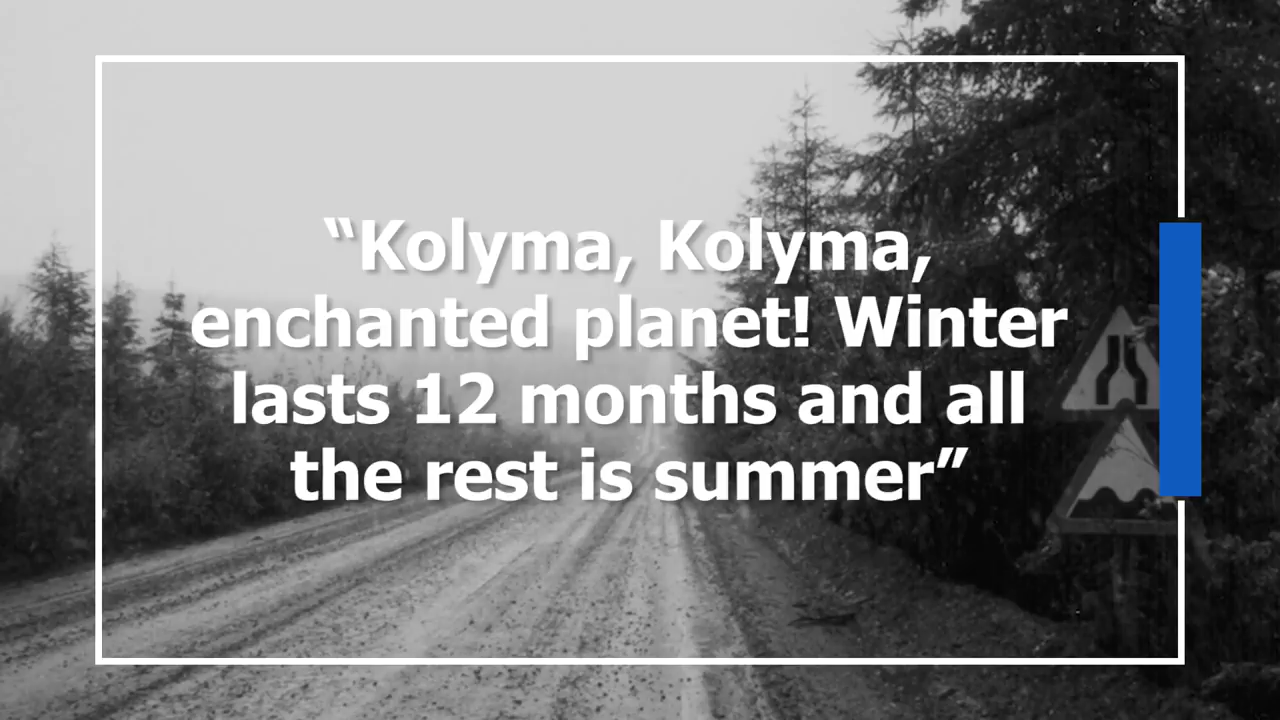 “Kolyma, Kolyma,
enchanted planet! Winter
lasts 12 months and all
the rest is summer”